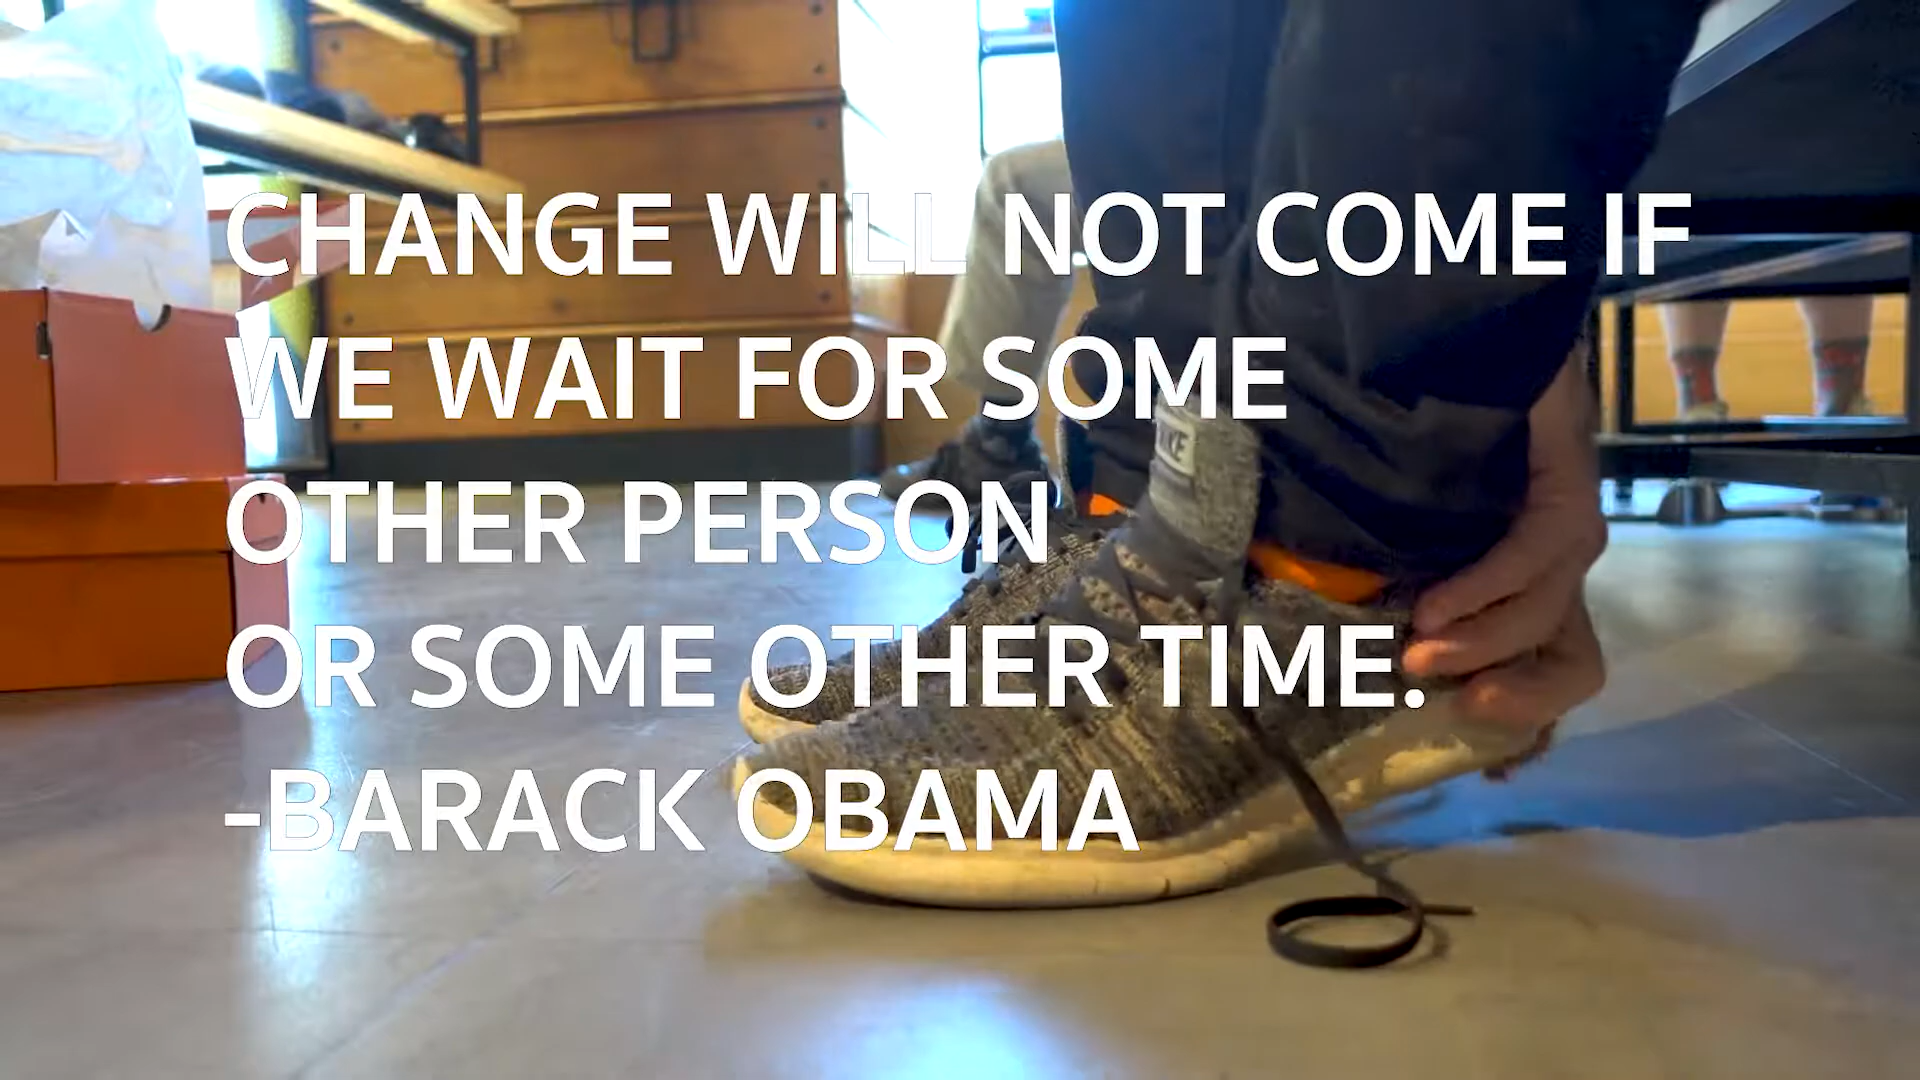 CHANGE WILL NOT COME IF
WE WAIT FOR SOME
OTHER PERSON
OR SOME OTHER TIME.
-BARACK OBAMA